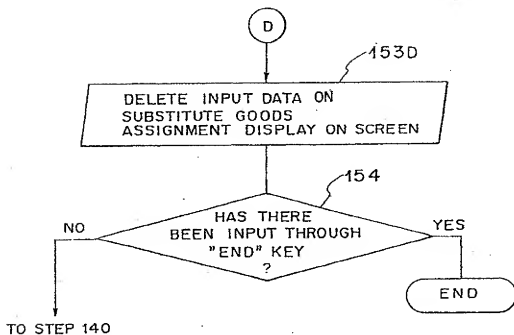 D
153D
DELETE INPUT DATA ON
SUBSTITUTE GOODS
ASSIGNMENT DISPLAY ON SCREEN
154
HAS THERE
BEEN INPUT THROUGH
"END" KEY
?
NO
YES
END
TO STEP 140